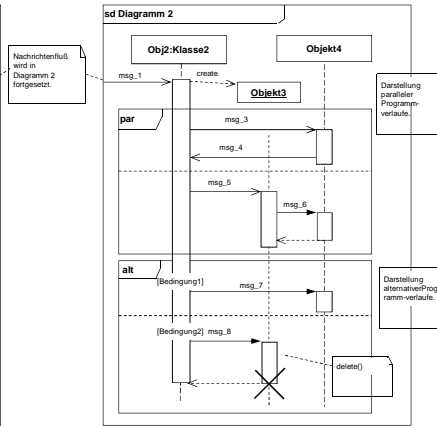 sd Diagramm 2
Nachrichtenfluß
wird in
Diagramm 2
fortgesetzt.
Obj2:Klasse2
Objekt4
msg_1
create
Objekt3
Darstellung
paralleler
Programm-
verlaufe.
par
msg_3
msg_4
msg_5
msg_6
alt
[Bedingung1]
msg_7
Darstellung
alternativerProg
ramm-verlaufe.
[Bedingung2] msg_8
delete()